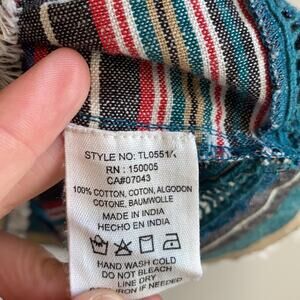 STYLE NO: TL0551/
RN : 150005
CA#07043
100% COTTON, COTON, ALGODON
COTONE, BAUMWOLLE
MADE IN INDIA
HECHO EN INDIA
HAND WASH COLD
DO NOT BLEACH
LINE DRY